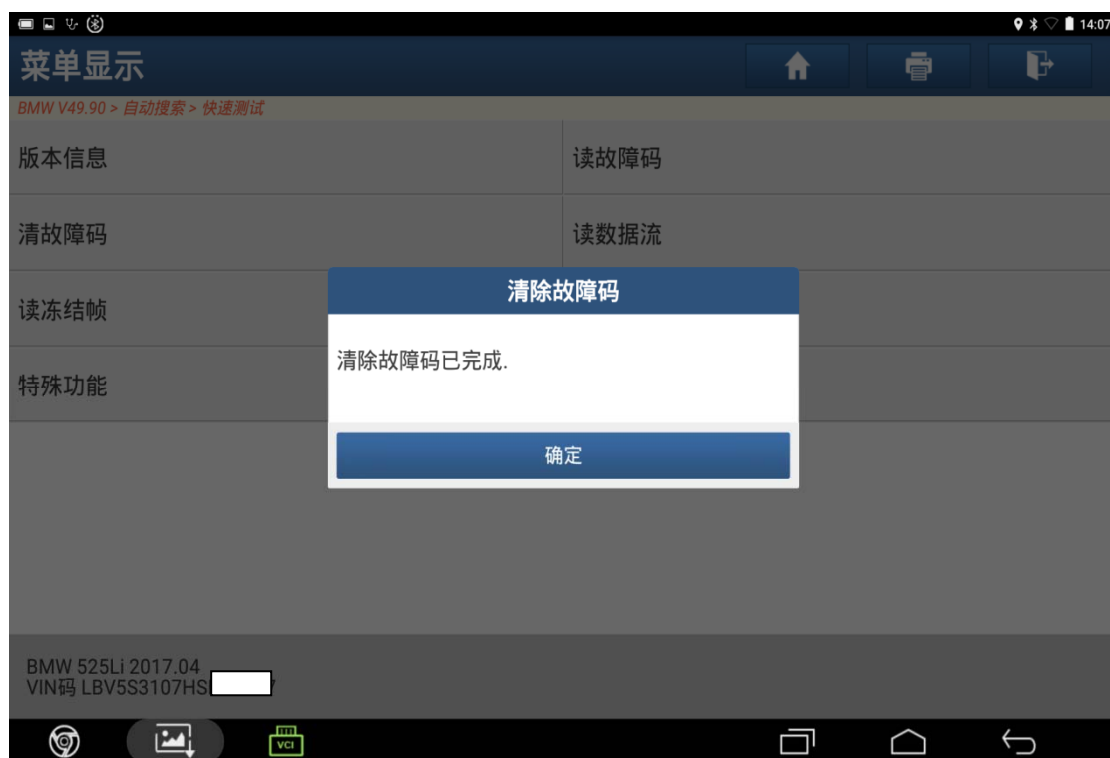 14:07
菜单显示
BMW V49.90 > 自动搜索 > 快速测试
版本信息
读故障码
清故障码
读数据流
读冻结帧
特殊功能
清除故障码
清除故障码已完成.
确定
BMW 525Li 2017.04
VIN码 LBV5S3107HS
VCI